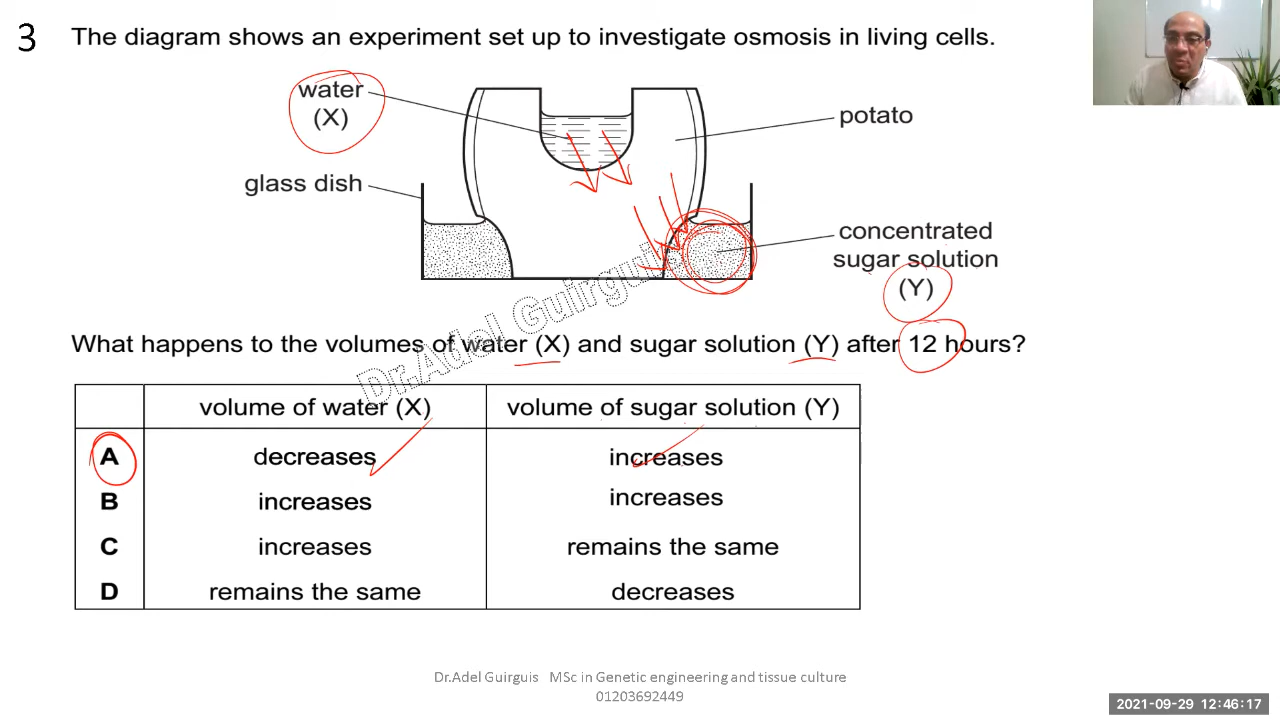 3
The diagram shows an experiment set up to investigate osmosis in living cells.
water
(X)
potato
glass dish
concentrated
sugar solution
(Y)
Dr.Adel Guirguis
What happens to the volumes of water (X) and sugar solution (Y) after 12 hours?
volume of water (X) volume of sugar solution (Y)
A decreases increases
B increases increases
C increases remains the same
D remains the same decreases
Dr.Adel Guirguis MSc in Genetic engineering and tissue culture
01203692449
2021-09-29 12:46:17